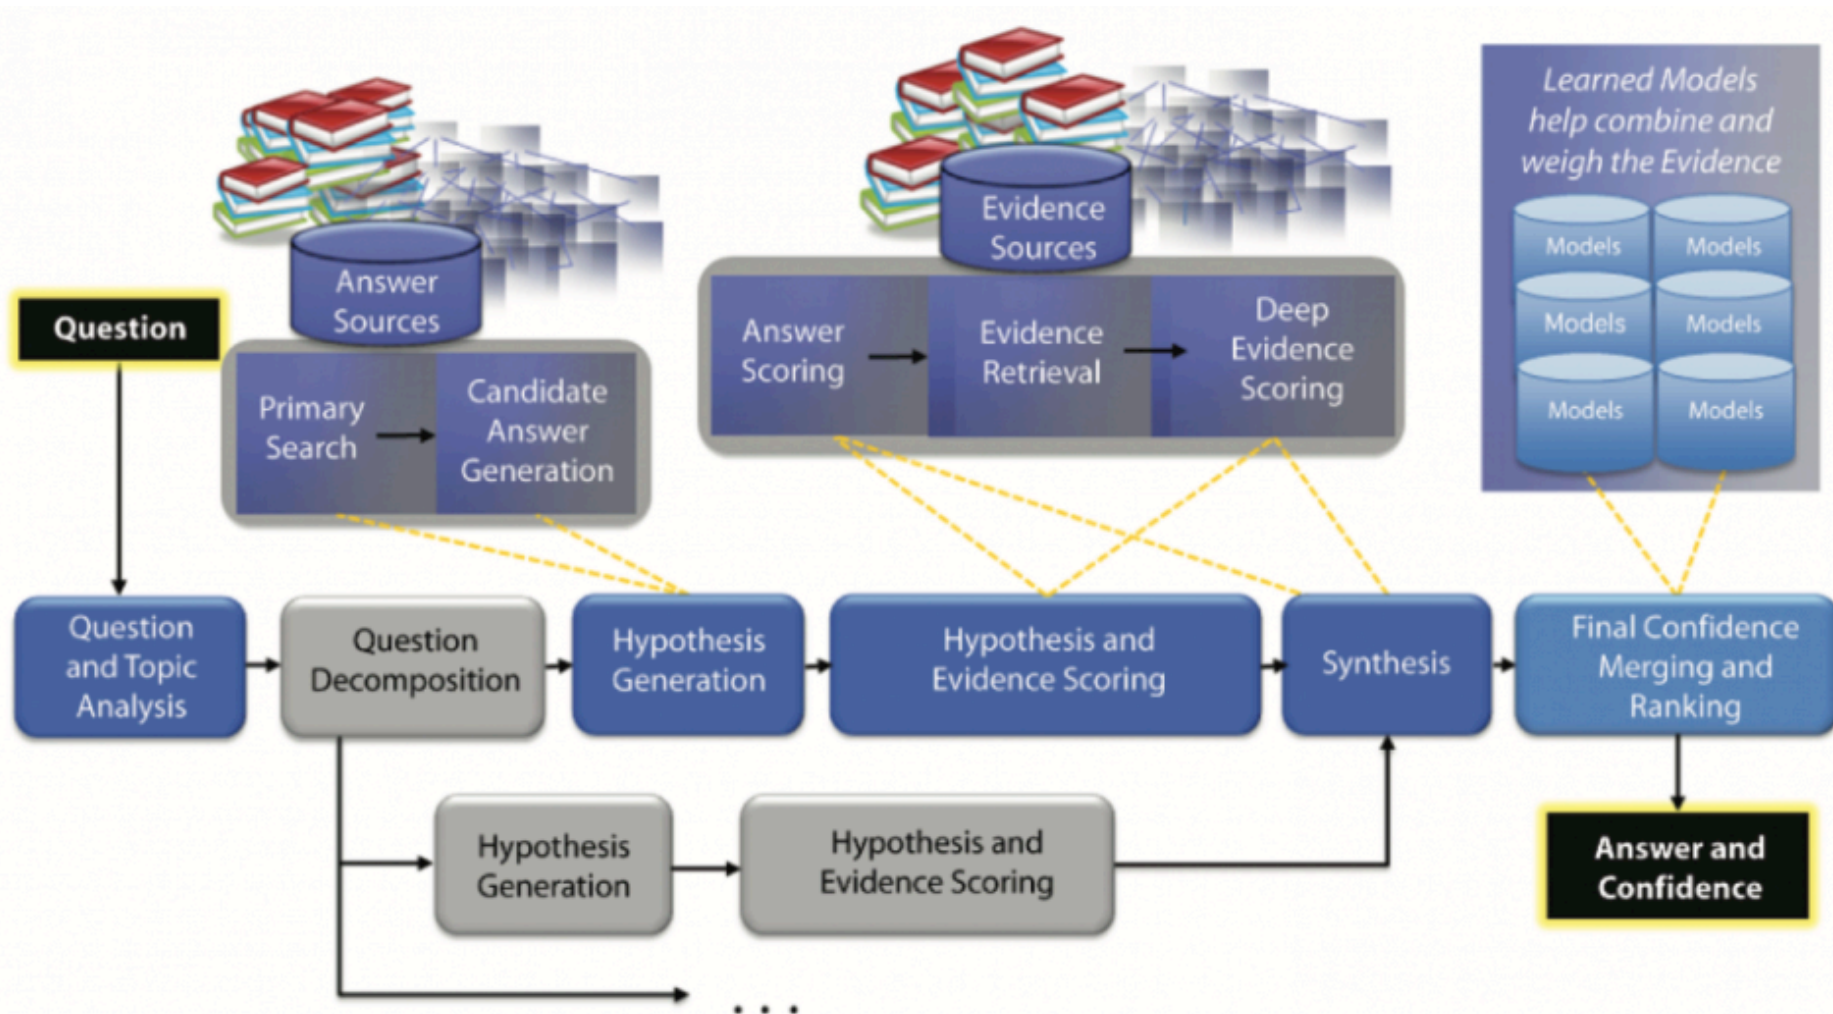 Learned Models
help combine and
weigh the Evidence
Models
Models
Models
Models
Models
Models
Evidence
Sources
Answer
Sources
Question
Answer
Scoring
Evidence
Retrieval
Deep
Evidence
Scoring
Primary
Search
Candidate
Answer
Generation
Question
and Topic
Analysis
Question
Decomposition
Hypothesis
Generation
Hypothesis and
Evidence Scoring
Synthesis
Final Confidence
Merging and
Ranking
Hypothesis
Generation
Hypothesis and
Evidence Scoring
Answer and
Confidence
. . .